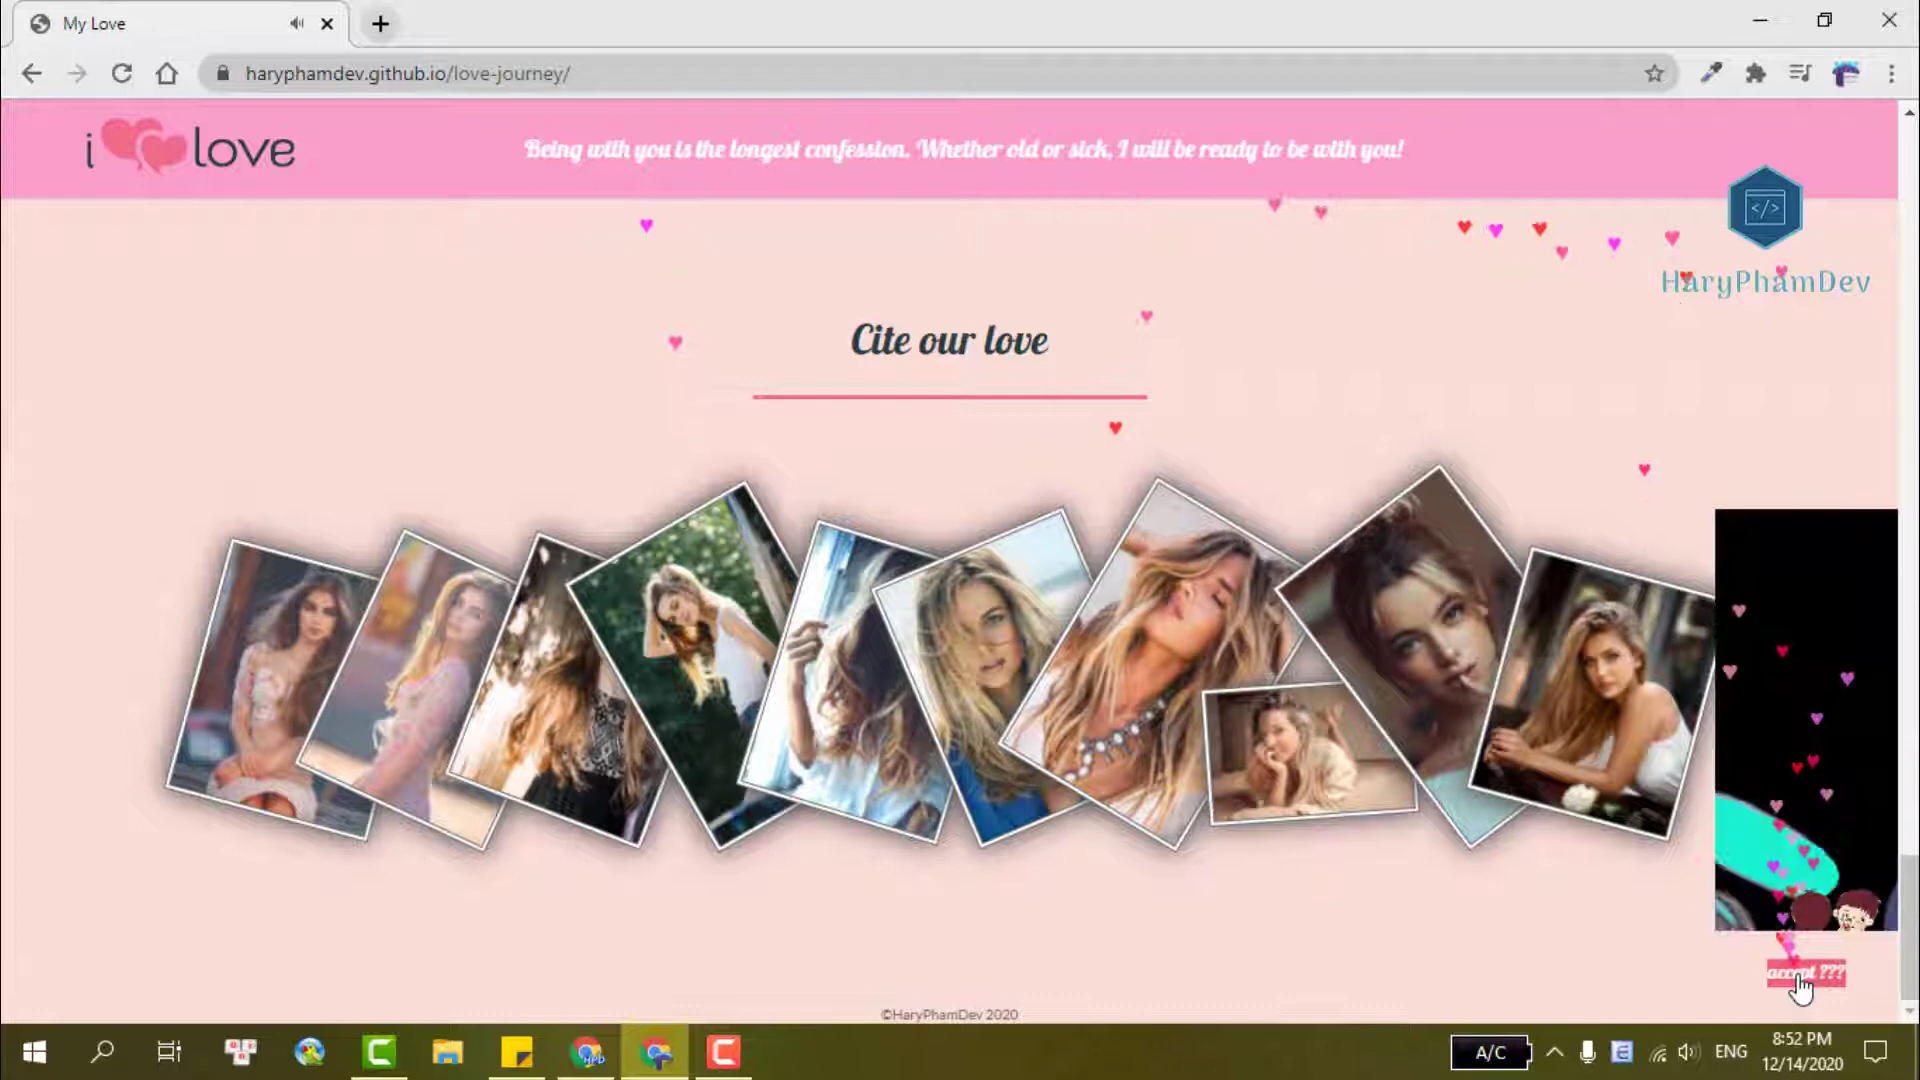 My Love
haryphamdev.github.io/love-journey/
i love
Being with you is the longest confession. Whether old or sick, I will be ready to be with you!
</>
HaryPhamDev
Cite our love
accept ???
©HaryPhamDev 2020
A/C
ENG
8:52 PM
12/14/2020